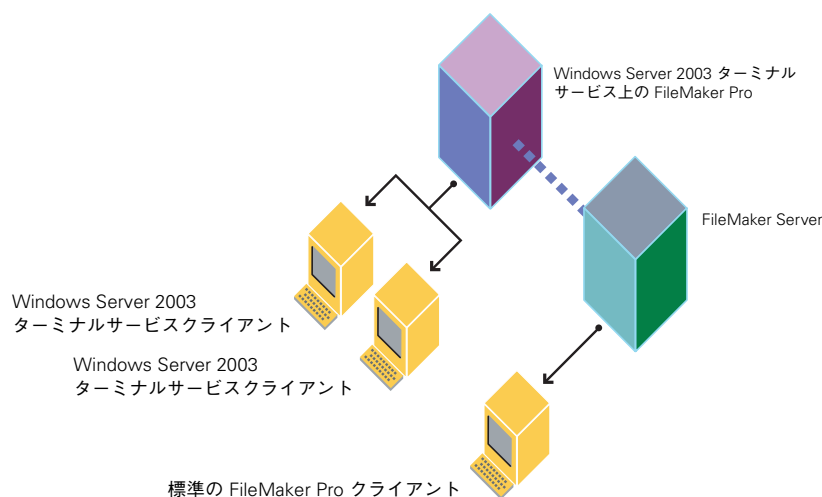 Windows Server 2003 ターミナル
サービス上の FileMaker Pro
FileMaker Server
Windows Server 2003
ターミナルサービスクライアント
Windows Server 2003
ターミナルサービスクライアント
標準の FileMaker Pro クライアント